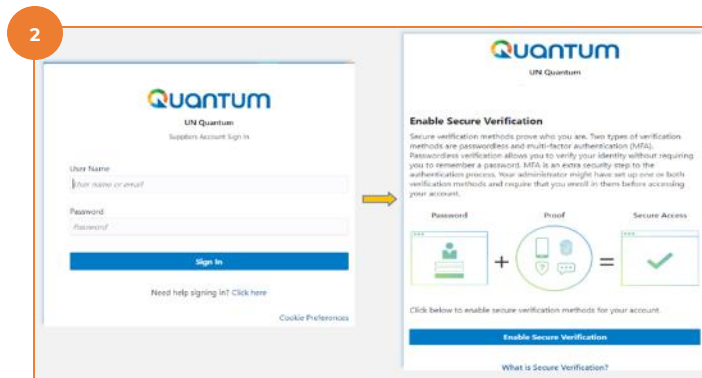 2
QUANTUM
UN Quantum
Suppliers Account Sign In
User Name
User name or email
Password
Password
Sign In
Need help signing in? Click here
Cookie Preferences
QUANTUM
UN Quantum
Enable Secure Verification
Secure verification methods prove who you are. Two types of verification
methods are passwordless and multi-factor authentication (MFA).
Passwordless verification allows you to verify your identity without requiring
you to remember a password. MFA is an extra security step to the
authentication process. Your administrator might have set up one or both
verification methods and require that you enroll in them before accessing
your account.
Password
Proof
Secure Access
+
?
=
Click below to enable secure verification methods for your account.
Enable Secure Verification
What is Secure Verification?